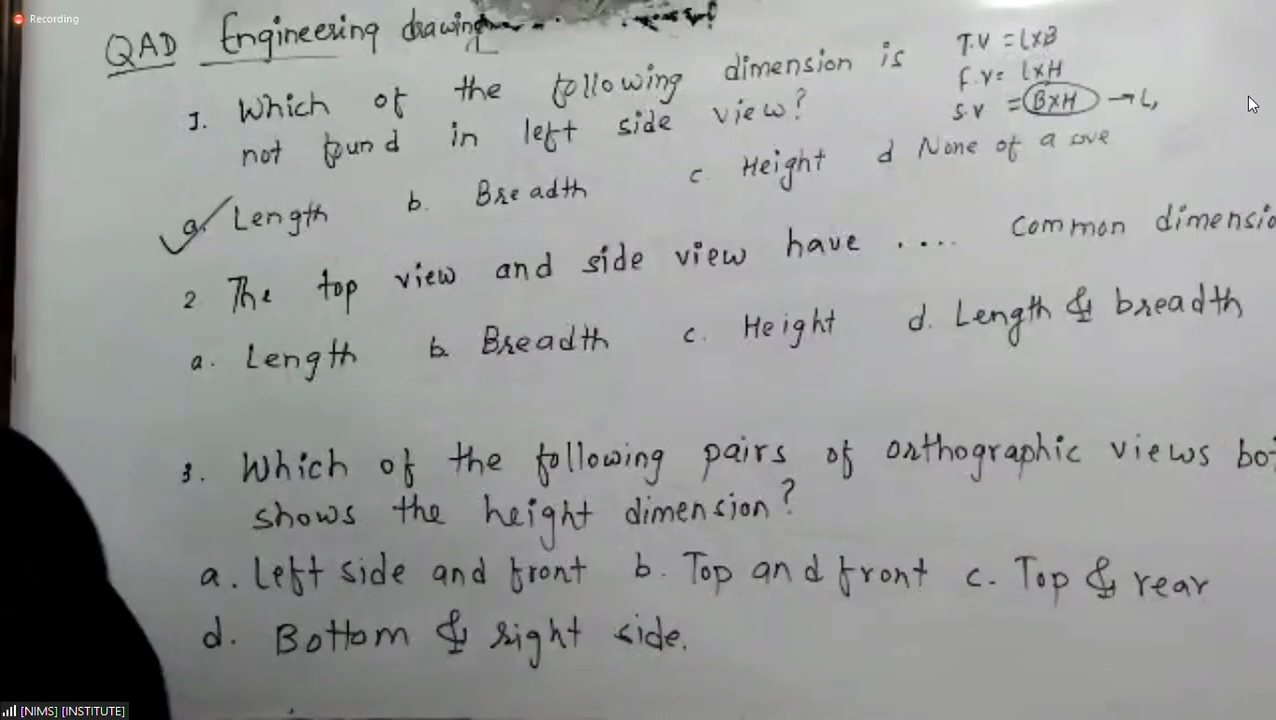 Recording
QAD Engineering drawing
T.V = L×B
F.V = L×H
S.V = B×H → L,
1. Which of the following dimension is
not found in left side view?
a. Length b. Breadth c. Height d None of a ove
2 The top view and side view have .... Common dimensio
a. Length b. Breadth c. Height d. Length & breadth
3. Which of the following pairs of orthographic views bot
shows the height dimension?
a. Left side and front b. Top and front c. Top & rear
d. Bottom & right side.
[NIMS] [INSTITUTE]